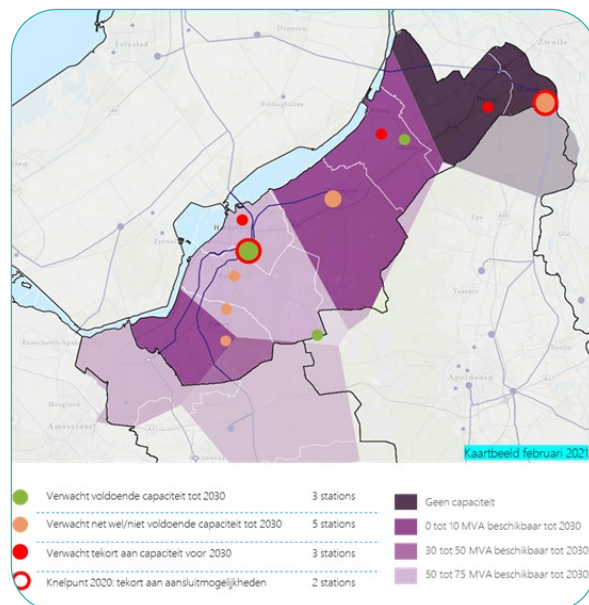 Lelystad
Dronten
Zwolle
Apeldoorn
Amersfoort
Hoogland
Vaassen
Epe
Kaartbeeld februari 2021
Verwacht voldoende capaciteit tot 2030 3 stations
Verwacht net wel/niet voldoende capaciteit tot 2030 5 stations
Verwacht tekort aan capaciteit voor 2030 3 stations
Knelpunt 2020: tekort aan aansluitmogelijkheden 2 stations
Geen capaciteit
0 tot 10 MVA beschikbaar tot 2030
30 tot 50 MVA beschikbaar tot 2030
50 tot 75 MVA beschikbaar tot 2030